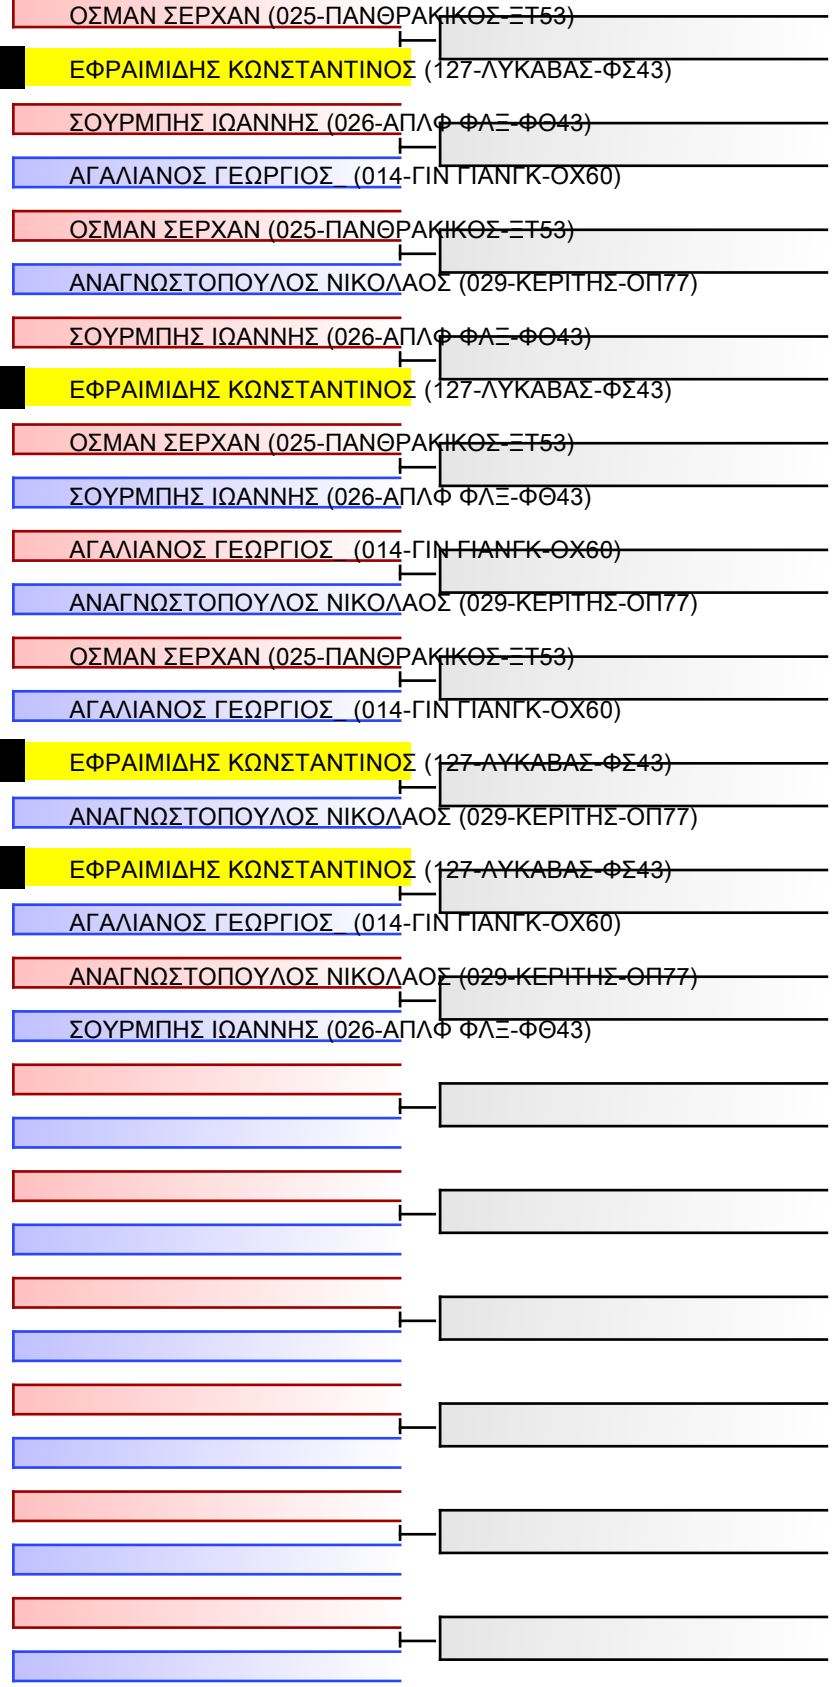 ΟΣΜΑΝ ΣΕΡΧΑΝ (025-ΠΑΝΘΡΑΚΙΚΟΣ-ΞΤ53)
ΕΦΡΑΙΜΙΔΗΣ ΚΩΝΣΤΑΝΤΙΝΟΣ (127-ΛΥΚΑΒΑΣ-ΦΣ43)
ΣΟΥΡΜΠΗΣ ΙΩΑΝΝΗΣ (026-ΑΠΛΦ ΦΛΞ-ΦΘ43)
ΑΓΑΛΙΑΝΟΣ ΓΕΩΡΓΙΟΣ_ (014-ΓΙΝ ΓΙΑΝΓΚ-ΟΧ60)
ΟΣΜΑΝ ΣΕΡΧΑΝ (025-ΠΑΝΘΡΑΚΙΚΟΣ-ΞΤ53)
ΑΝΑΓΝΩΣΤΟΠΟΥΛΟΣ ΝΙΚΟΛΑΟΣ (029-ΚΕΡΙΤΗΣ-ΟΠ77)
ΣΟΥΡΜΠΗΣ ΙΩΑΝΝΗΣ (026-ΑΠΛΦ ΦΛΞ-ΦΘ43)
ΕΦΡΑΙΜΙΔΗΣ ΚΩΝΣΤΑΝΤΙΝΟΣ (127-ΛΥΚΑΒΑΣ-ΦΣ43)
ΟΣΜΑΝ ΣΕΡΧΑΝ (025-ΠΑΝΘΡΑΚΙΚΟΣ-ΞΤ53)
ΣΟΥΡΜΠΗΣ ΙΩΑΝΝΗΣ (026-ΑΠΛΦ ΦΛΞ-ΦΘ43)
ΑΓΑΛΙΑΝΟΣ ΓΕΩΡΓΙΟΣ_ (014-ΓΙΝ ΓΙΑΝΓΚ-ΟΧ60)
ΑΝΑΓΝΩΣΤΟΠΟΥΛΟΣ ΝΙΚΟΛΑΟΣ (029-ΚΕΡΙΤΗΣ-ΟΠ77)
ΟΣΜΑΝ ΣΕΡΧΑΝ (025-ΠΑΝΘΡΑΚΙΚΟΣ-ΞΤ53)
ΑΓΑΛΙΑΝΟΣ ΓΕΩΡΓΙΟΣ_ (014-ΓΙΝ ΓΙΑΝΓΚ-ΟΧ60)
ΕΦΡΑΙΜΙΔΗΣ ΚΩΝΣΤΑΝΤΙΝΟΣ (127-ΛΥΚΑΒΑΣ-ΦΣ43)
ΑΝΑΓΝΩΣΤΟΠΟΥΛΟΣ ΝΙΚΟΛΑΟΣ (029-ΚΕΡΙΤΗΣ-ΟΠ77)
ΕΦΡΑΙΜΙΔΗΣ ΚΩΝΣΤΑΝΤΙΝΟΣ (127-ΛΥΚΑΒΑΣ-ΦΣ43)
ΑΓΑΛΙΑΝΟΣ ΓΕΩΡΓΙΟΣ_ (014-ΓΙΝ ΓΙΑΝΓΚ-ΟΧ60)
ΑΝΑΓΝΩΣΤΟΠΟΥΛΟΣ ΝΙΚΟΛΑΟΣ (029-ΚΕΡΙΤΗΣ-ΟΠ77)
ΣΟΥΡΜΠΗΣ ΙΩΑΝΝΗΣ (026-ΑΠΛΦ ΦΛΞ-ΦΘ43)